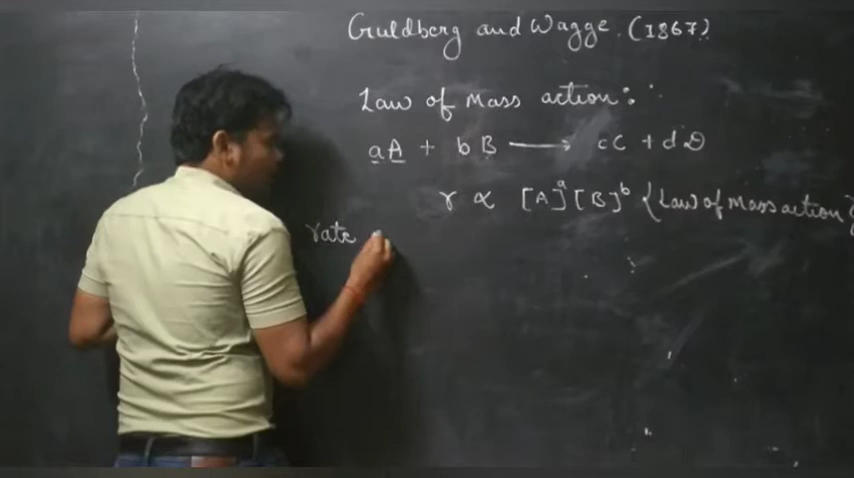 Guldberg and Wagge. (1867)
Law of Mass action:
aA + bB ⟶ cC + dD
r ∝ [A]ᵃ [B]ᵇ {Law of Mass action}
rate